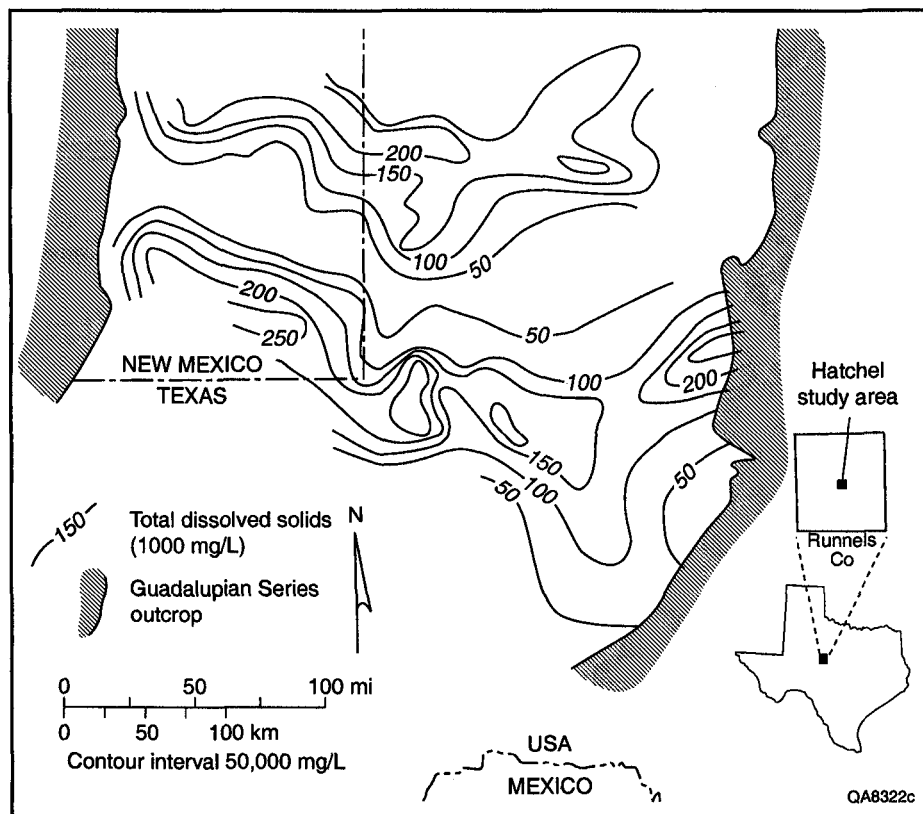 200
150
100
50
200
250
50
NEW MEXICO
TEXAS
100
200
Hatchel
study area
150
100
50
50
Runnels
Co
150
Total dissolved solids
(1000 mg/L)
N
Guadalupian Series
outcrop
0 50 100 mi
0 50 100 km
Contour interval 50,000 mg/L
USA
MEXICO
QA8322c